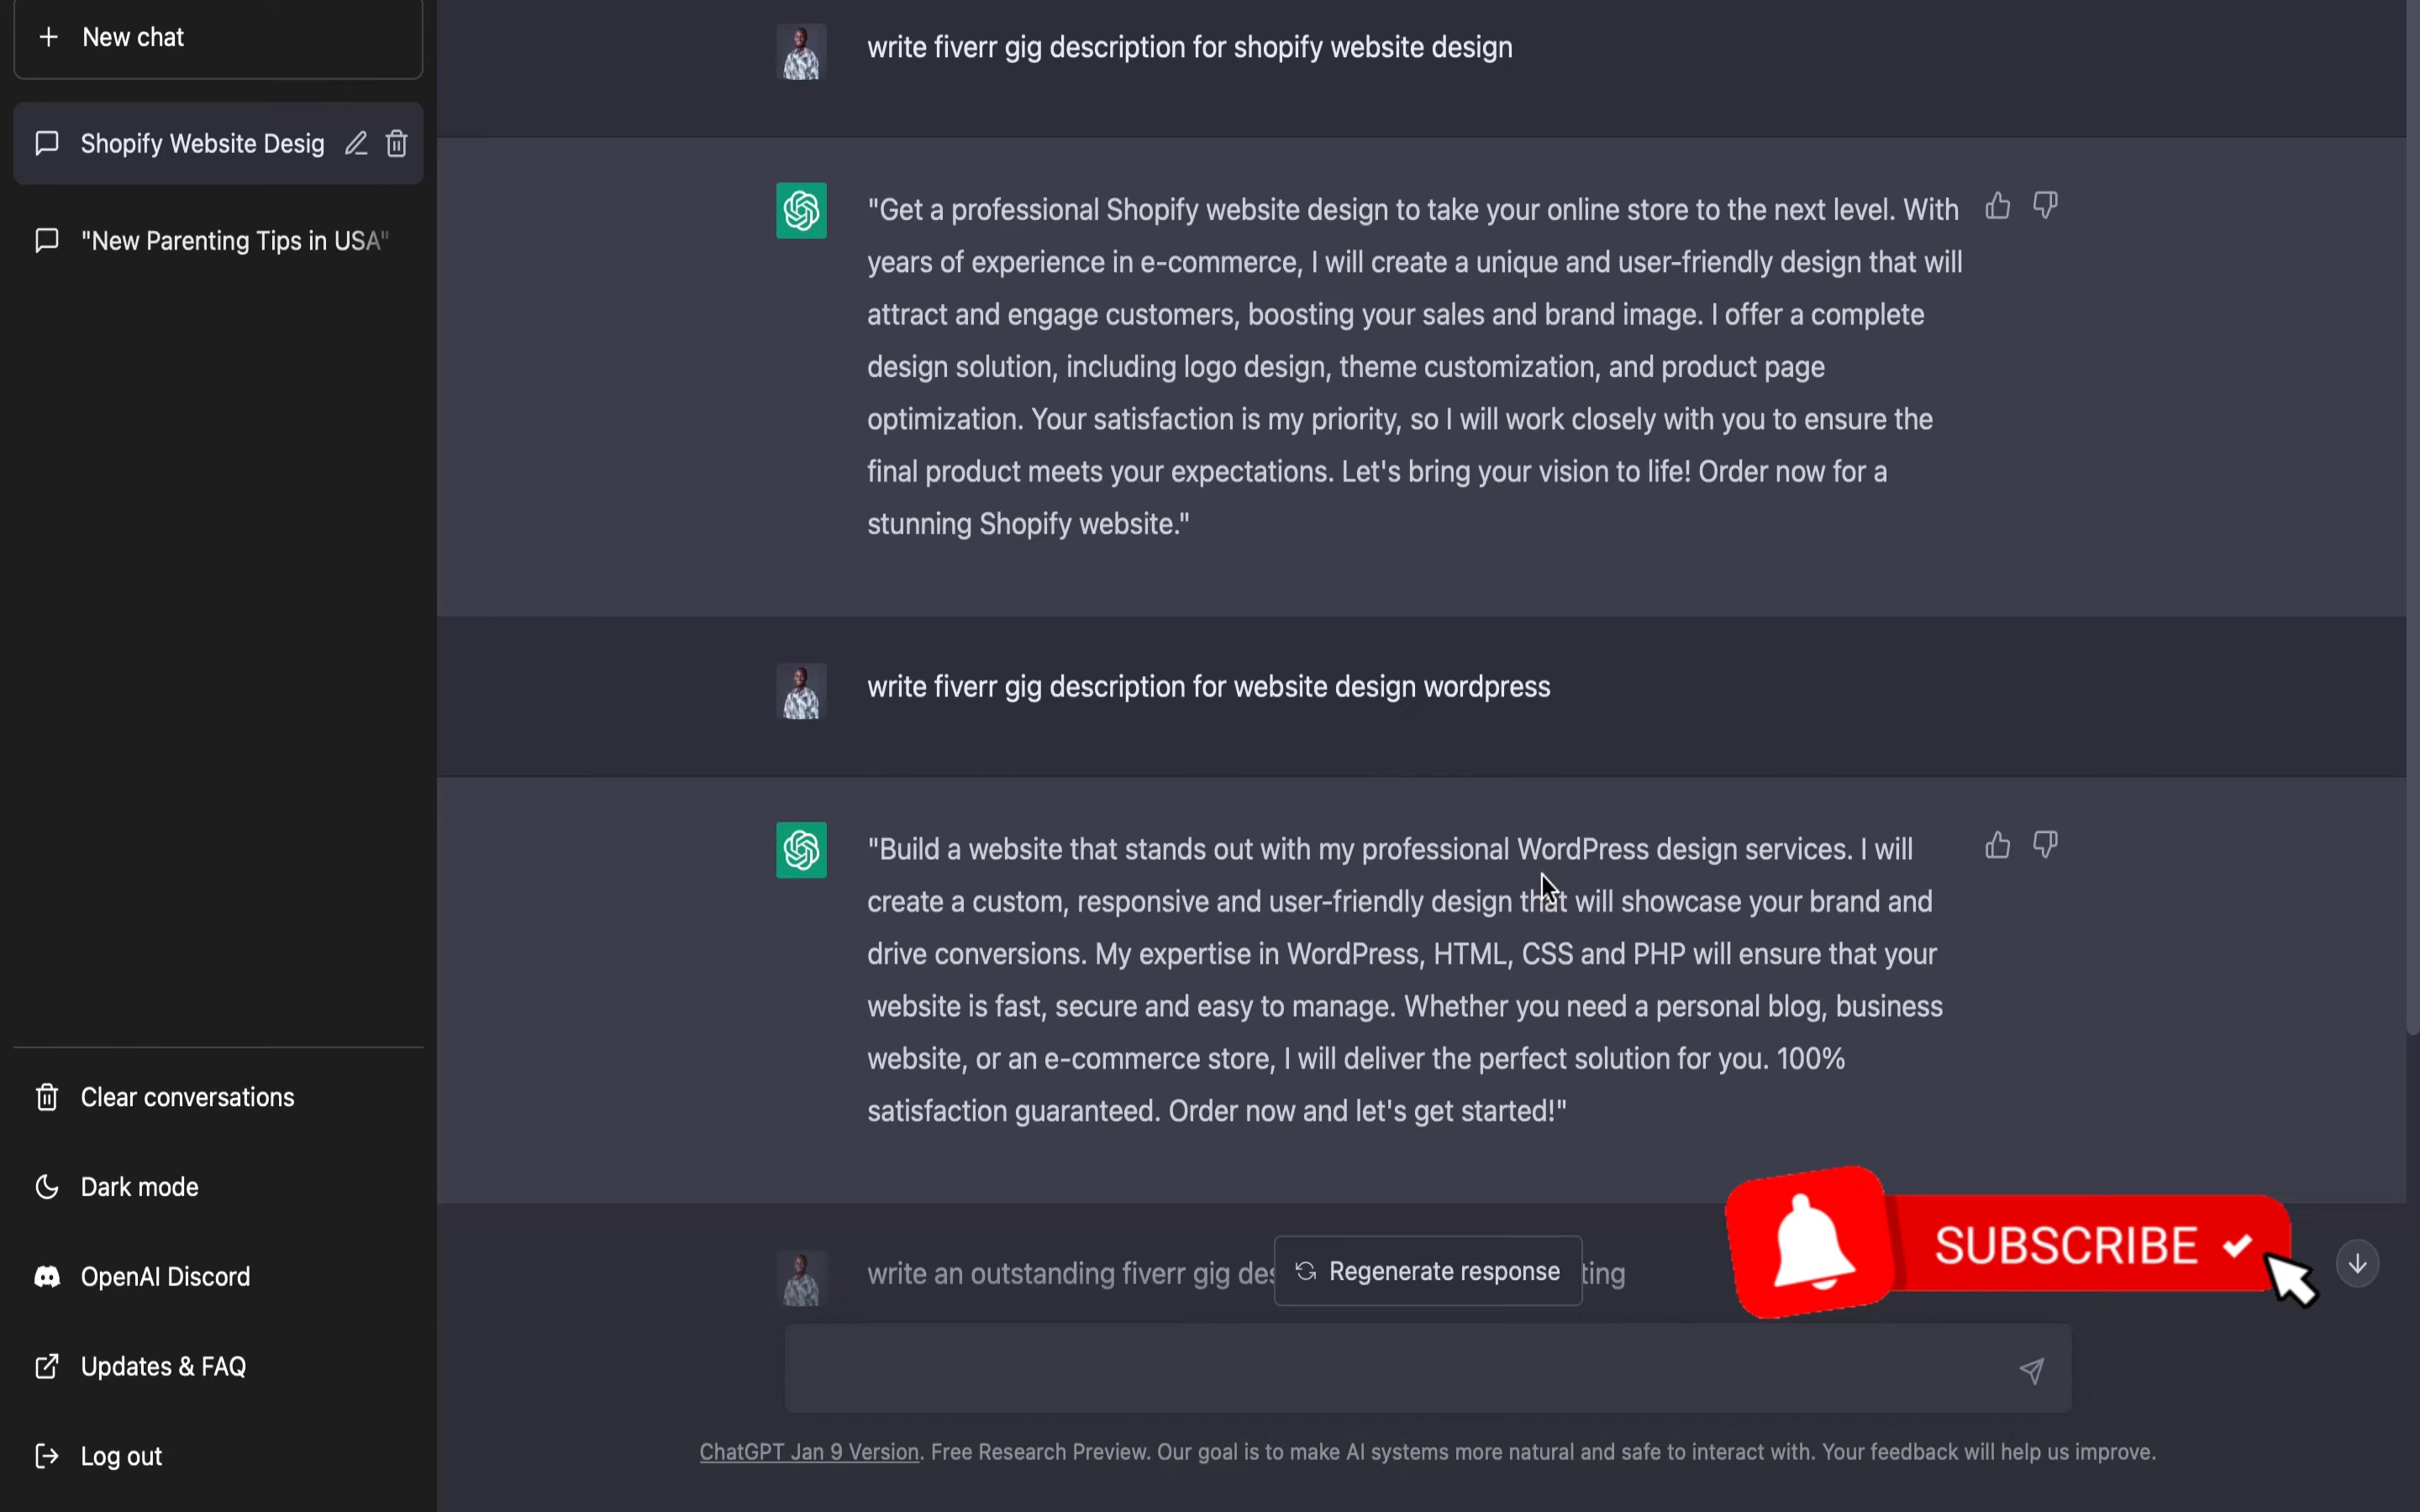 New chat
Shopify Website Desig
"New Parenting Tips in USA"
Clear conversations
Dark mode
OpenAI Discord
Updates & FAQ
Log out
write fiverr gig description for shopify website design
"Get a professional Shopify website design to take your online store to the next level. With
years of experience in e-commerce, I will create a unique and user-friendly design that will
attract and engage customers, boosting your sales and brand image. I offer a complete
design solution, including logo design, theme customization, and product page
optimization. Your satisfaction is my priority, so I will work closely with you to ensure the
final product meets your expectations. Let's bring your vision to life! Order now for a
stunning Shopify website."
write fiverr gig description for website design wordpress
"Build a website that stands out with my professional WordPress design services. I will
create a custom, responsive and user-friendly design that will showcase your brand and
drive conversions. My expertise in WordPress, HTML, CSS and PHP will ensure that your
website is fast, secure and easy to manage. Whether you need a personal blog, business
website, or an e-commerce store, I will deliver the perfect solution for you. 100%
satisfaction guaranteed. Order now and let's get started!"
write an outstanding fiverr gig
Regenerate response
SUBSCRIBE
ChatGPT Jan 9 Version. Free Research Preview. Our goal is to make AI systems more natural and safe to interact with. Your feedback will help us improve.